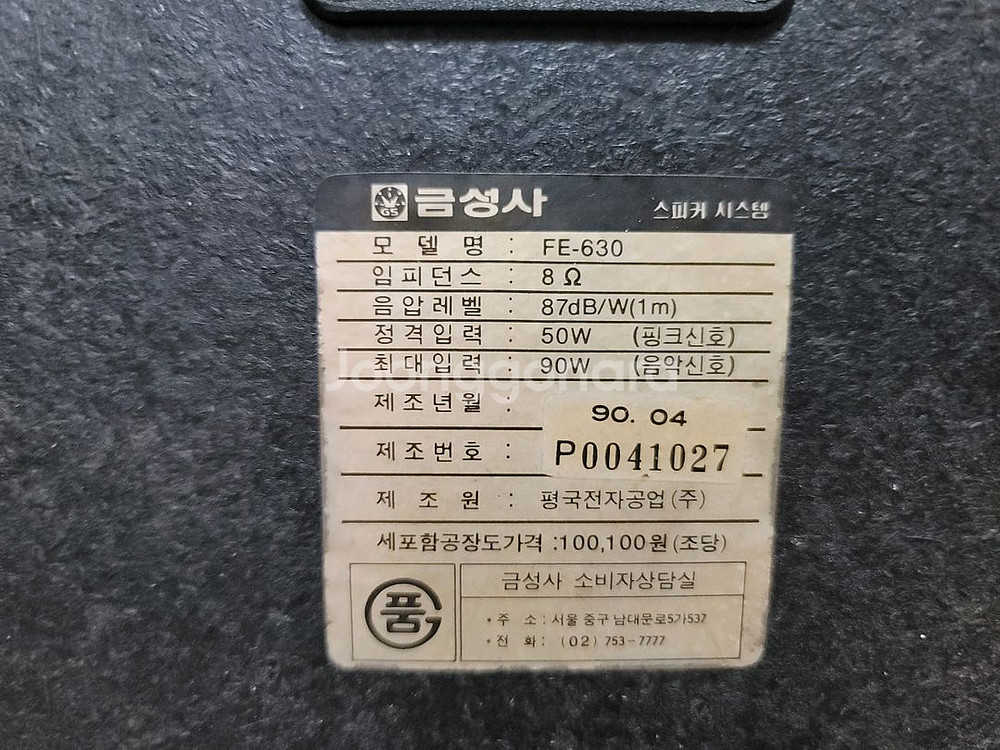 GS 금성사 스피커 시스템
모델명 : FE-630
임피던스 : 8 Ω
음압레벨 : 87dB/W(1m)
정격입력 : 50W (핑크신호)
최대입력 : 90W (음악신호)
Joonggonara
제조년월 : 90. 04
제조번호 : P0041027
제조원 : 평국전자공업(주)
세포함공장도가격 :100,100원(조당)
품
금성사 소비자상담실
•주 소 : 서울 중구 남대문로5가537
•전 화 : (02) 753-7777